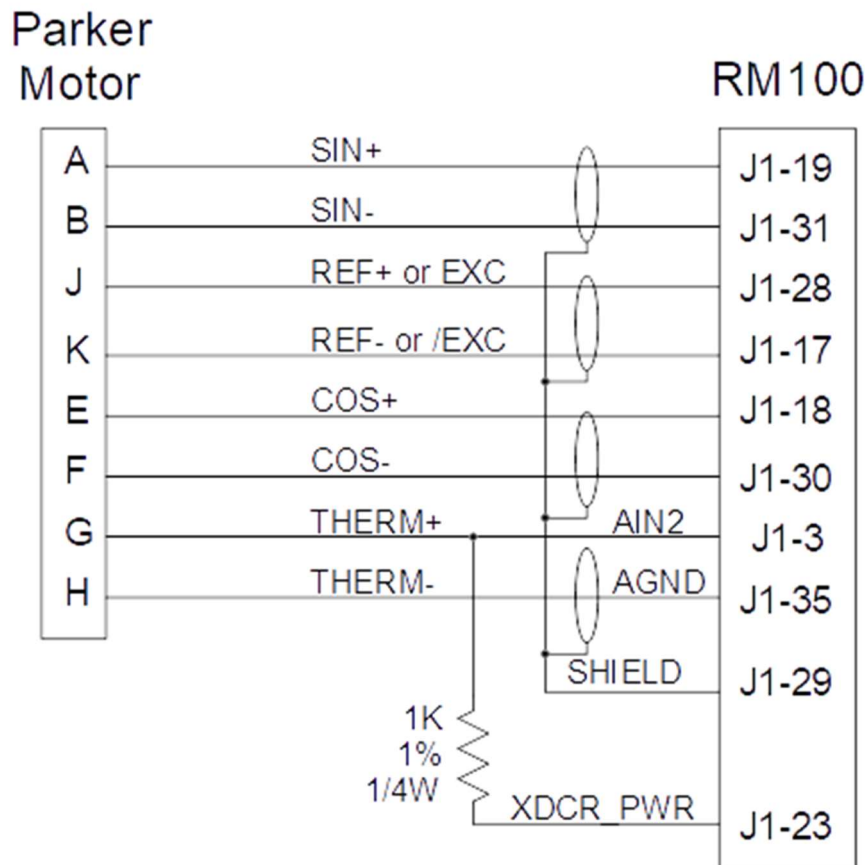 Parker
Motor
RM100
A SIN+ J1-19
B SIN- J1-31
J REF+ or EXC J1-28
K REF- or /EXC J1-17
E COS+ J1-18
F COS- J1-30
G THERM+ AIN2 J1-3
H THERM- AGND J1-35
SHIELD J1-29
1K
1%
1/4W
XDCR_PWR J1-23